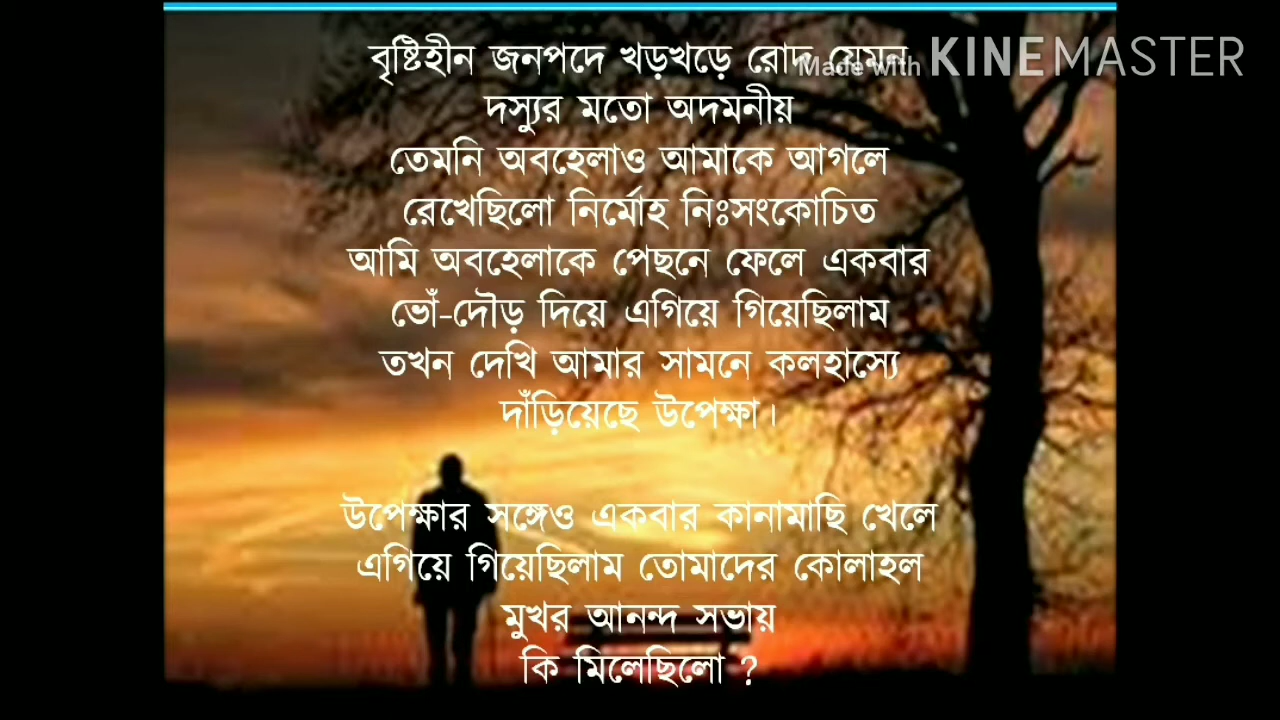 বৃষ্টিহীন জনপদে খড়খড়ে রোদ যেমন
Made with KINEMASTER
দস্যুর মতো অদমনীয়
তেমনি অবহেলাও আমাকে আগলে
রেখেছিলো নির্মোহ নিঃসংকোচিত
আমি অবহেলাকে পেছনে ফেলে একবার
ভোঁ-দৌড় দিয়ে এগিয়ে গিয়েছিলাম
তখন দেখি আমার সামনে কলহাস্যে
দাঁড়িয়েছে উপেক্ষা।
উপেক্ষার সঙ্গেও একবার কানামাছি খেলে
এগিয়ে গিয়েছিলাম তোমাদের কোলাহল
মুখর আনন্দ সভায়
কি মিলেছিলো ?